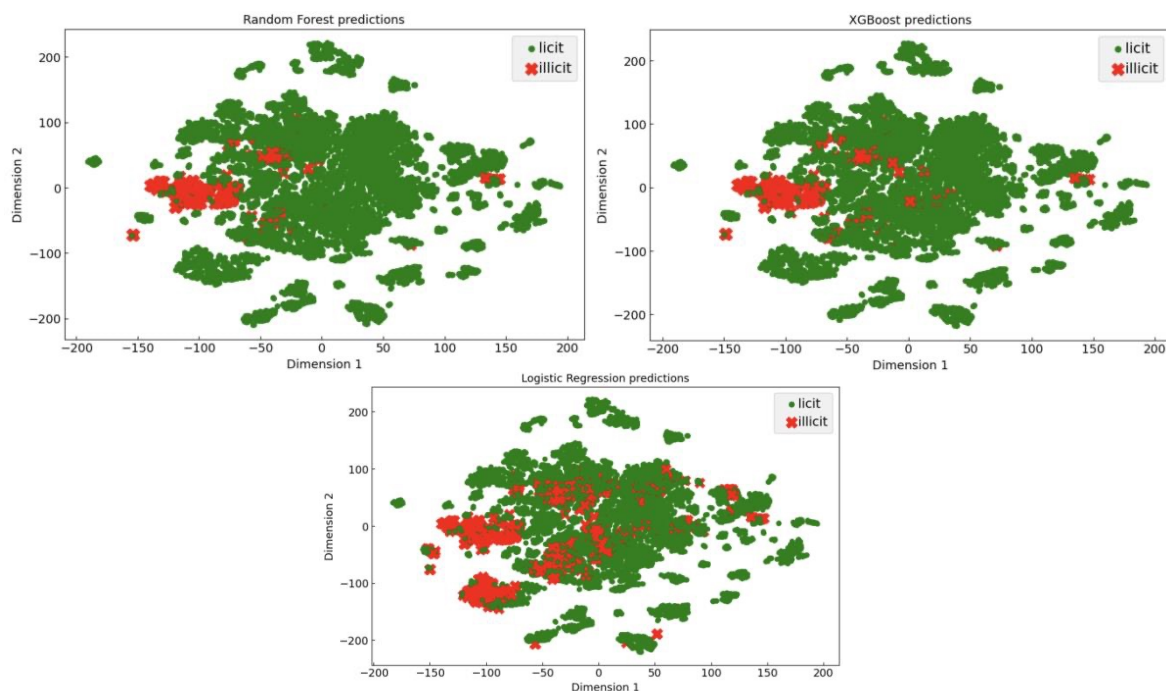 Random Forest predictions
licit
illicit
200
100
0
−100
−200
Dimension 2
−200 −150 −100 −50 0 50 100 150 200
Dimension 1
XGBoost predictions
licit
illicit
200
100
0
−100
−200
Dimension 2
−200 −150 −100 −50 0 50 100 150 200
Dimension 1
Logistic Regression predictions
licit
illicit
200
100
0
−100
−200
Dimension 2
−200 −150 −100 −50 0 50 100 150 200
Dimension 1